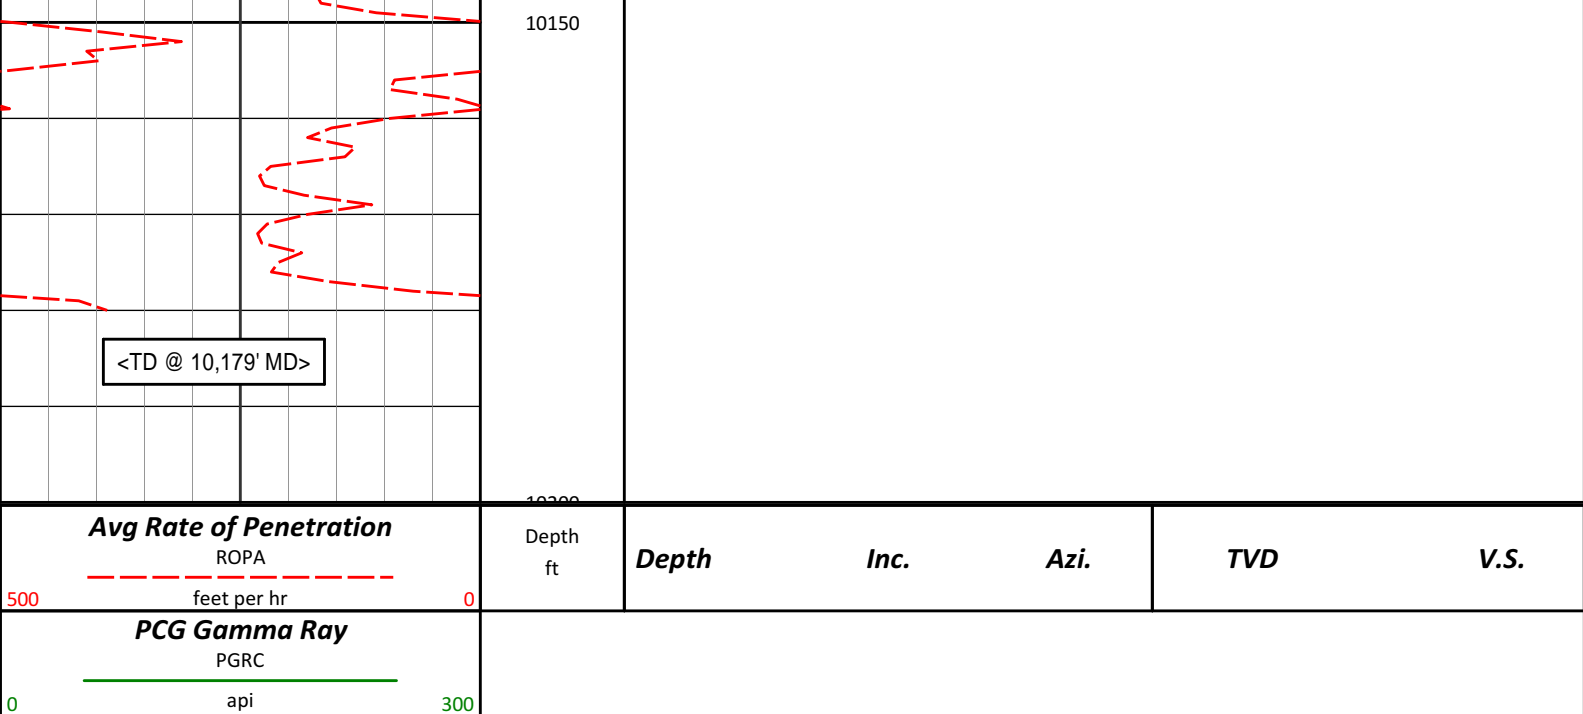 10150
<TD @ 10,179' MD>
10200
Avg Rate of Penetration
ROPA
500 feet per hr 0
Depth
ft
Depth Inc. Azi. TVD V.S.
PCG Gamma Ray
PGRC
0 api 300